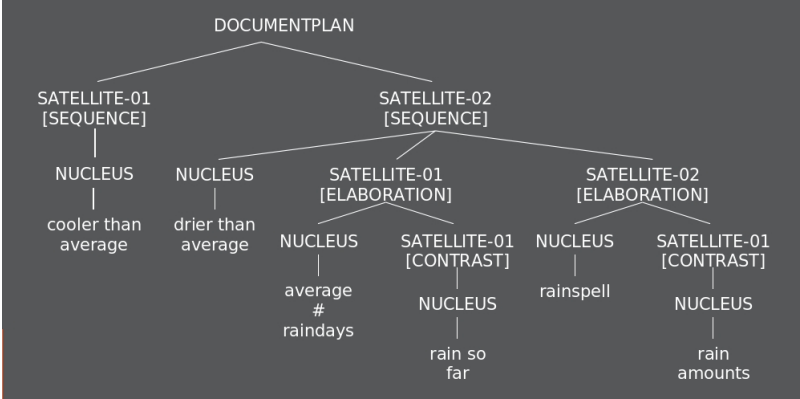 DOCUMENTPLAN
SATELLITE-01
[SEQUENCE]
SATELLITE-02
[SEQUENCE]
NUCLEUS
cooler than
average
NUCLEUS
drier than
average
SATELLITE-01
[ELABORATION]
NUCLEUS
average
#
raindays
SATELLITE-01
[CONTRAST]
NUCLEUS
rain so
far
SATELLITE-02
[ELABORATION]
NUCLEUS
rainspell
SATELLITE-01
[CONTRAST]
NUCLEUS
rain
amounts